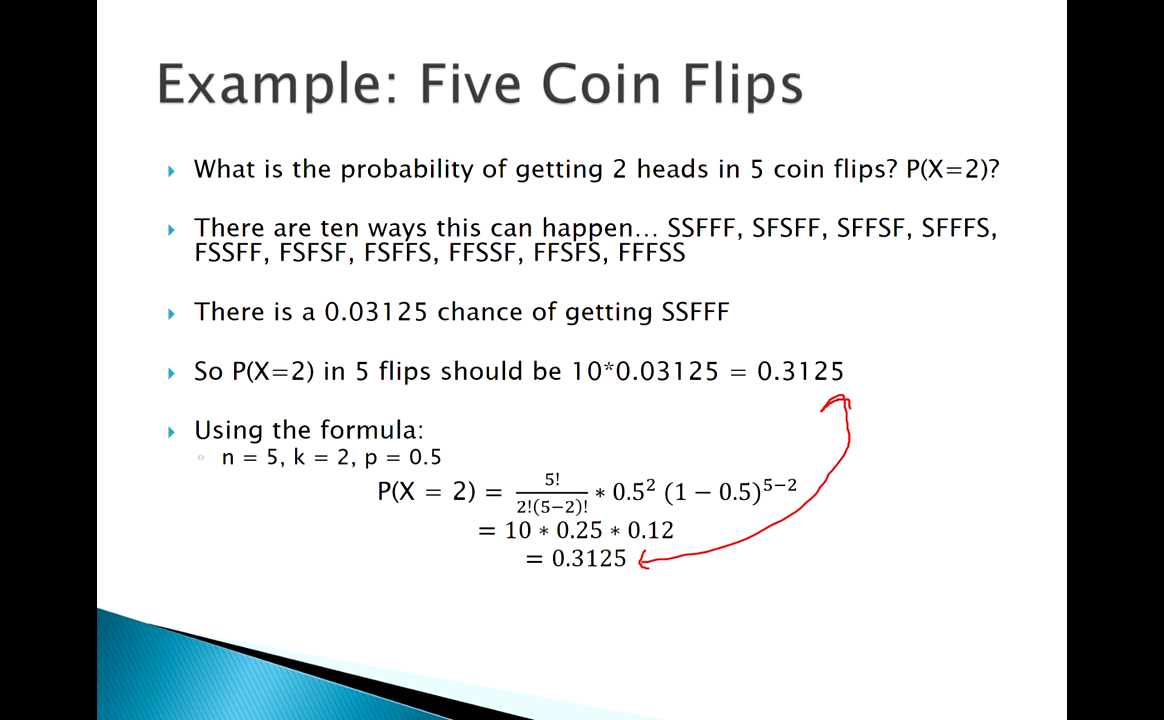 Example: Five Coin Flips
What is the probability of getting 2 heads in 5 coin flips? P(X=2)?
There are ten ways this can happen… SSFFF, SFSFF, SFFSF, SFFFS,
FSSFF, FSFSF, FSFFS, FFSSF, FFSFS, FFFSS
There is a 0.03125 chance of getting SSFFF
So P(X=2) in 5 flips should be 10*0.03125 = 0.3125
Using the formula:
n = 5, k = 2, p = 0.5
P(X = 2) = 5!/2!(5−2)! ∗ 0.5² (1 − 0.5)⁵⁻²
= 10 ∗ 0.25 ∗ 0.12
= 0.3125